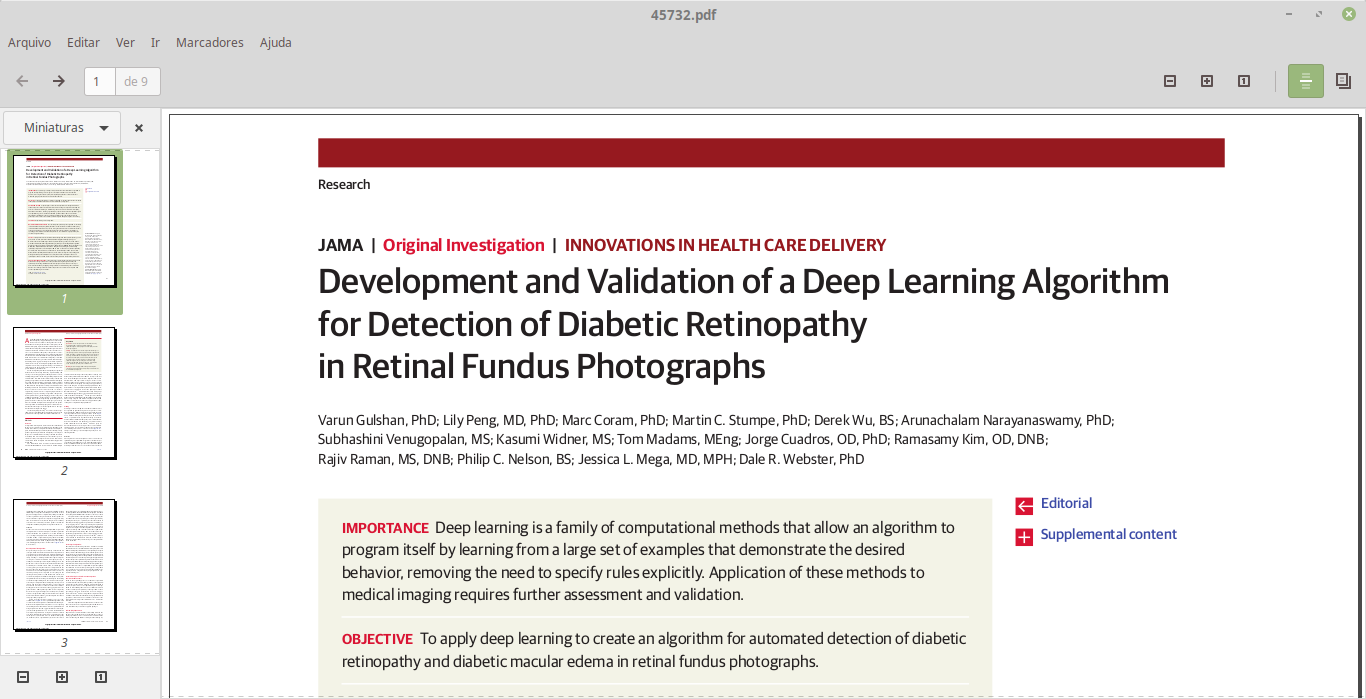 45732.pdf
Arquivo Editar Ver Ir Marcadores Ajuda
1 de 9
Miniaturas
1
2
3
Research
JAMA | Original Investigation | INNOVATIONS IN HEALTH CARE DELIVERY
Development and Validation of a Deep Learning Algorithm
for Detection of Diabetic Retinopathy
in Retinal Fundus Photographs
Varun Gulshan, PhD; Lily Peng, MD, PhD; Marc Coram, PhD; Martin C. Stumpe, PhD; Derek Wu, BS; Arunachalam Narayanaswamy, PhD;
Subhashini Venugopalan, MS; Kasumi Widner, MS; Tom Madams, MEng; Jorge Cuadros, OD, PhD; Ramasamy Kim, OD, DNB;
Rajiv Raman, MS, DNB; Philip C. Nelson, BS; Jessica L. Mega, MD, MPH; Dale R. Webster, PhD
IMPORTANCE Deep learning is a family of computational methods that allow an algorithm to
program itself by learning from a large set of examples that demonstrate the desired
behavior, removing the need to specify rules explicitly. Application of these methods to
medical imaging requires further assessment and validation.
OBJECTIVE To apply deep learning to create an algorithm for automated detection of diabetic
retinopathy and diabetic macular edema in retinal fundus photographs.
Editorial
Supplemental content